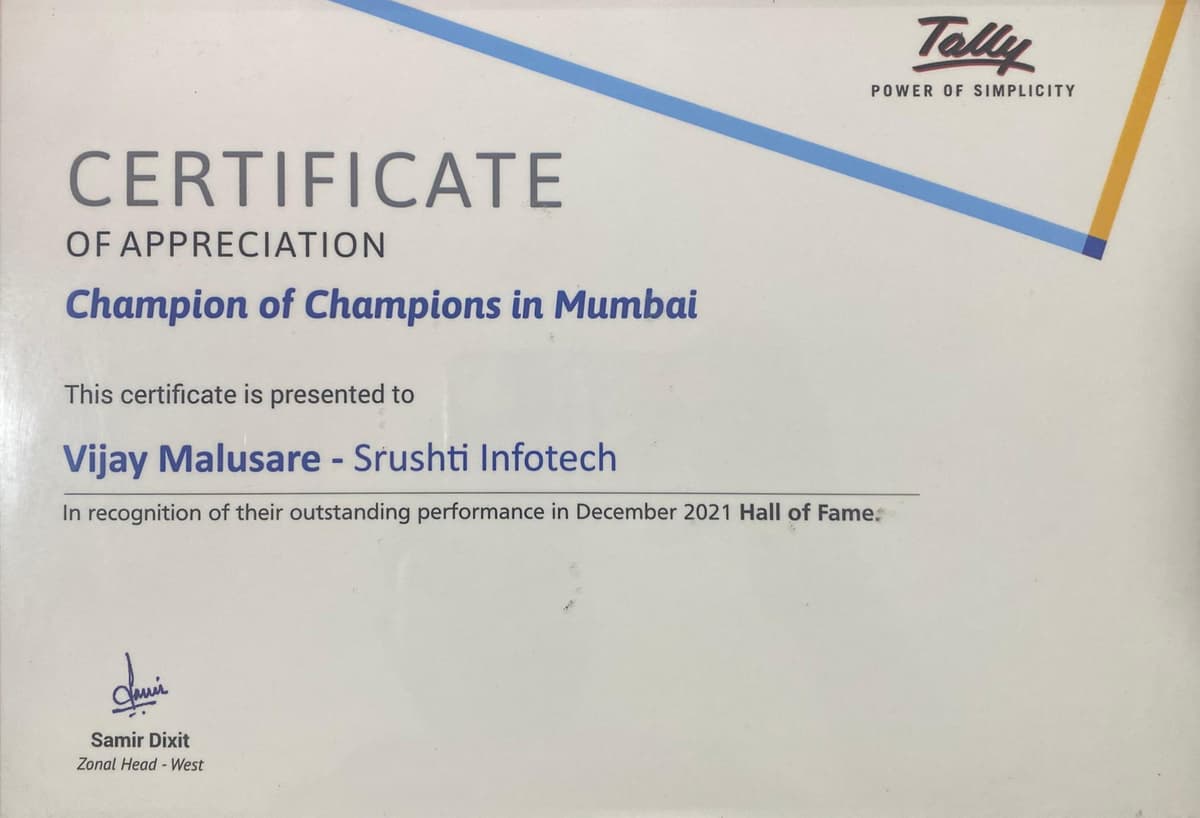 Tally
POWER OF SIMPLICITY
CERTIFICATE
OF APPRECIATION
Champion of Champions in Mumbai
This certificate is presented to
Vijay Malusare - Srushti Infotech
In recognition of their outstanding performance in December 2021 Hall of Fame.
Samir
Samir Dixit
Zonal Head - West